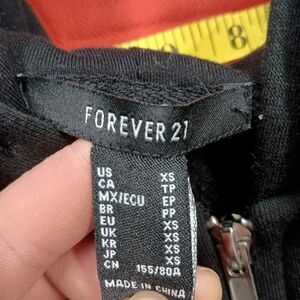 8
FOREVER 21
US XS
CA TP
MX/ECU EP
BR PP
EU XS
UK XS
KR XS
JP XS
CN 155/80A
MADE IN CHINA